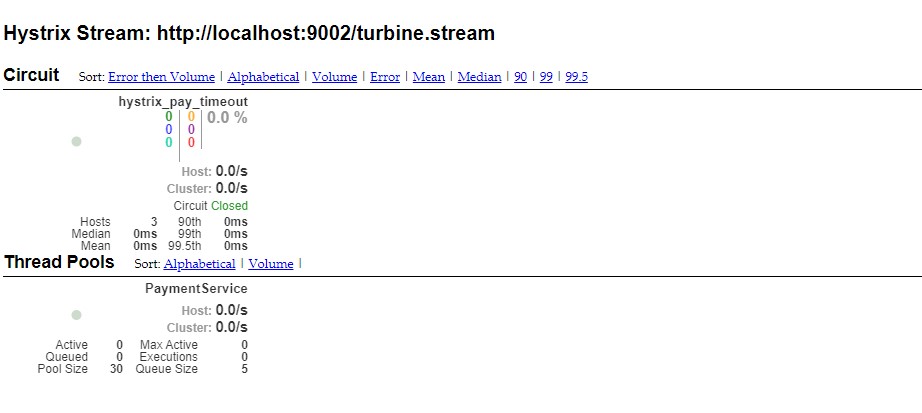 Hystrix Stream: http://localhost:9002/turbine.stream
Circuit Sort: Error then Volume | Alphabetical | Volume | Error | Mean | Median | 90 | 99 | 99.5
hystrix_pay_timeout
0 0 0.0 %
0 0
0 0
Host: 0.0/s
Cluster: 0.0/s
Circuit Closed
Hosts 3 90th 0ms
Median 0ms 99th 0ms
Mean 0ms 99.5th 0ms
Thread Pools Sort: Alphabetical | Volume |
PaymentService
Host: 0.0/s
Cluster: 0.0/s
Active 0 Max Active 0
Queued 0 Executions 0
Pool Size 30 Queue Size 5